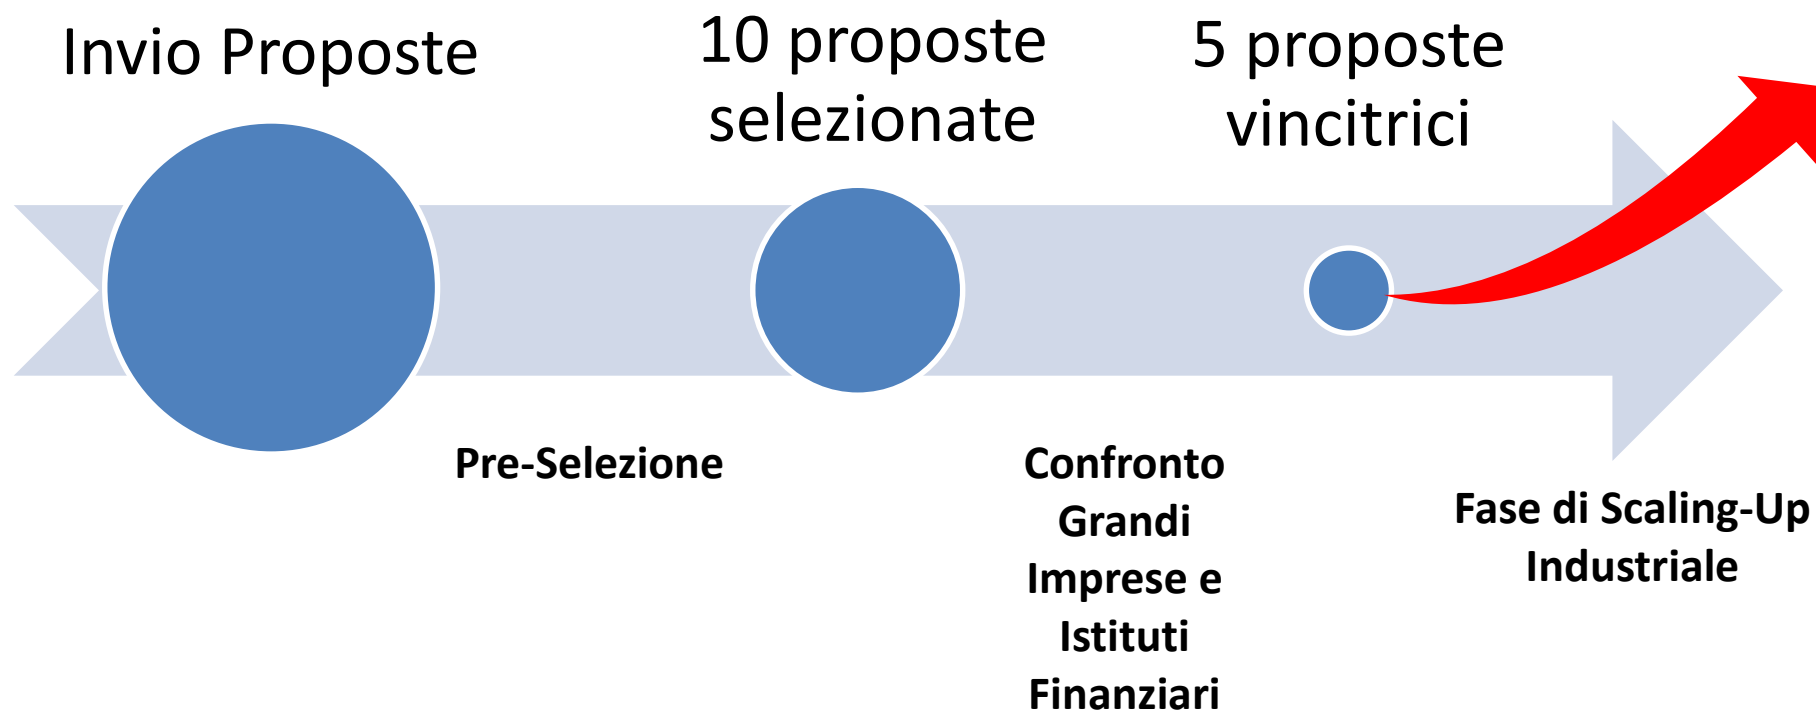 Invio Proposte
10 proposte
selezionate
5 proposte
vincitrici
Pre-Selezione
Confronto
Grandi
Imprese e
Istituti
Finanziari
Fase di Scaling-Up
Industriale